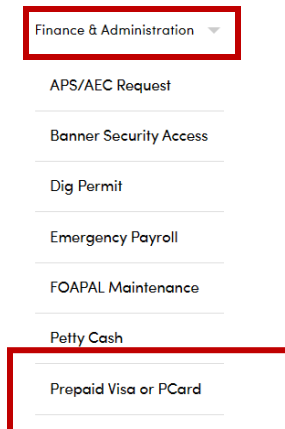 Finance & Administration
APS/AEC Request
Banner Security Access
Dig Permit
Emergency Payroll
FOAPAL Maintenance
Petty Cash
Prepaid Visa or PCard